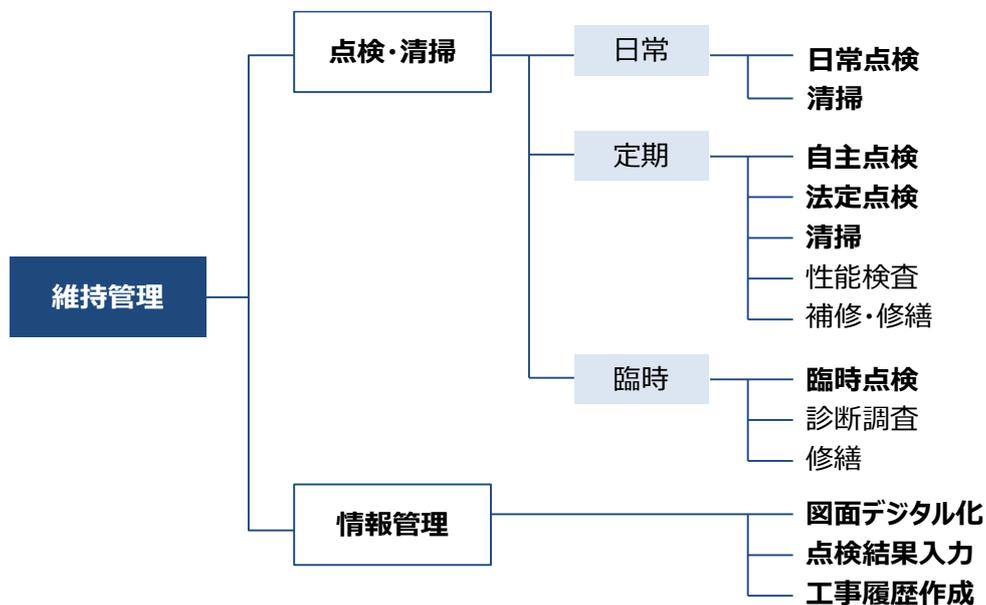 維持管理
点検・清掃
日常
日常点検
清掃
定期
自主点検
法定点検
清掃
性能検査
補修・修繕
臨時
臨時点検
診断調査
修繕
情報管理
図面デジタル化
点検結果入力
工事履歴作成